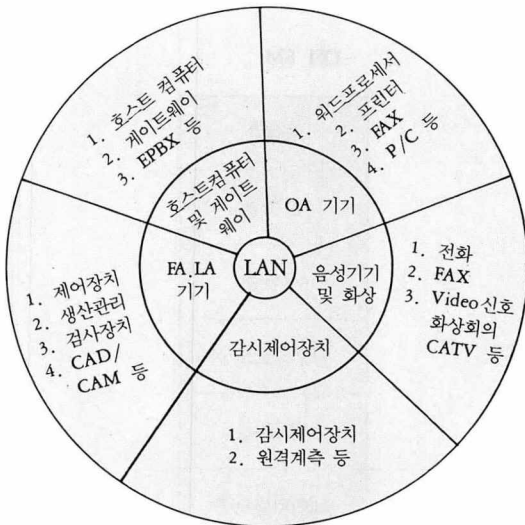 1. 호스트 컴퓨터
2. 게이트웨이
3. EPBX 등
호스트컴퓨터
및 게이트
웨이
1. 워드프로세서
2. 프린터
3. FAX
4. P/C 등
OA 기기
1. 전화
2. FAX
3. Video신호
화상회의
CATV 등
음성기기
및 화상
LAN
FA, LA
기기
1. 제어장치
2. 생산관리
3. 검사장치
4. CAD/
CAM 등
감시제어장치
1. 감시제어장치
2. 원격계측 등